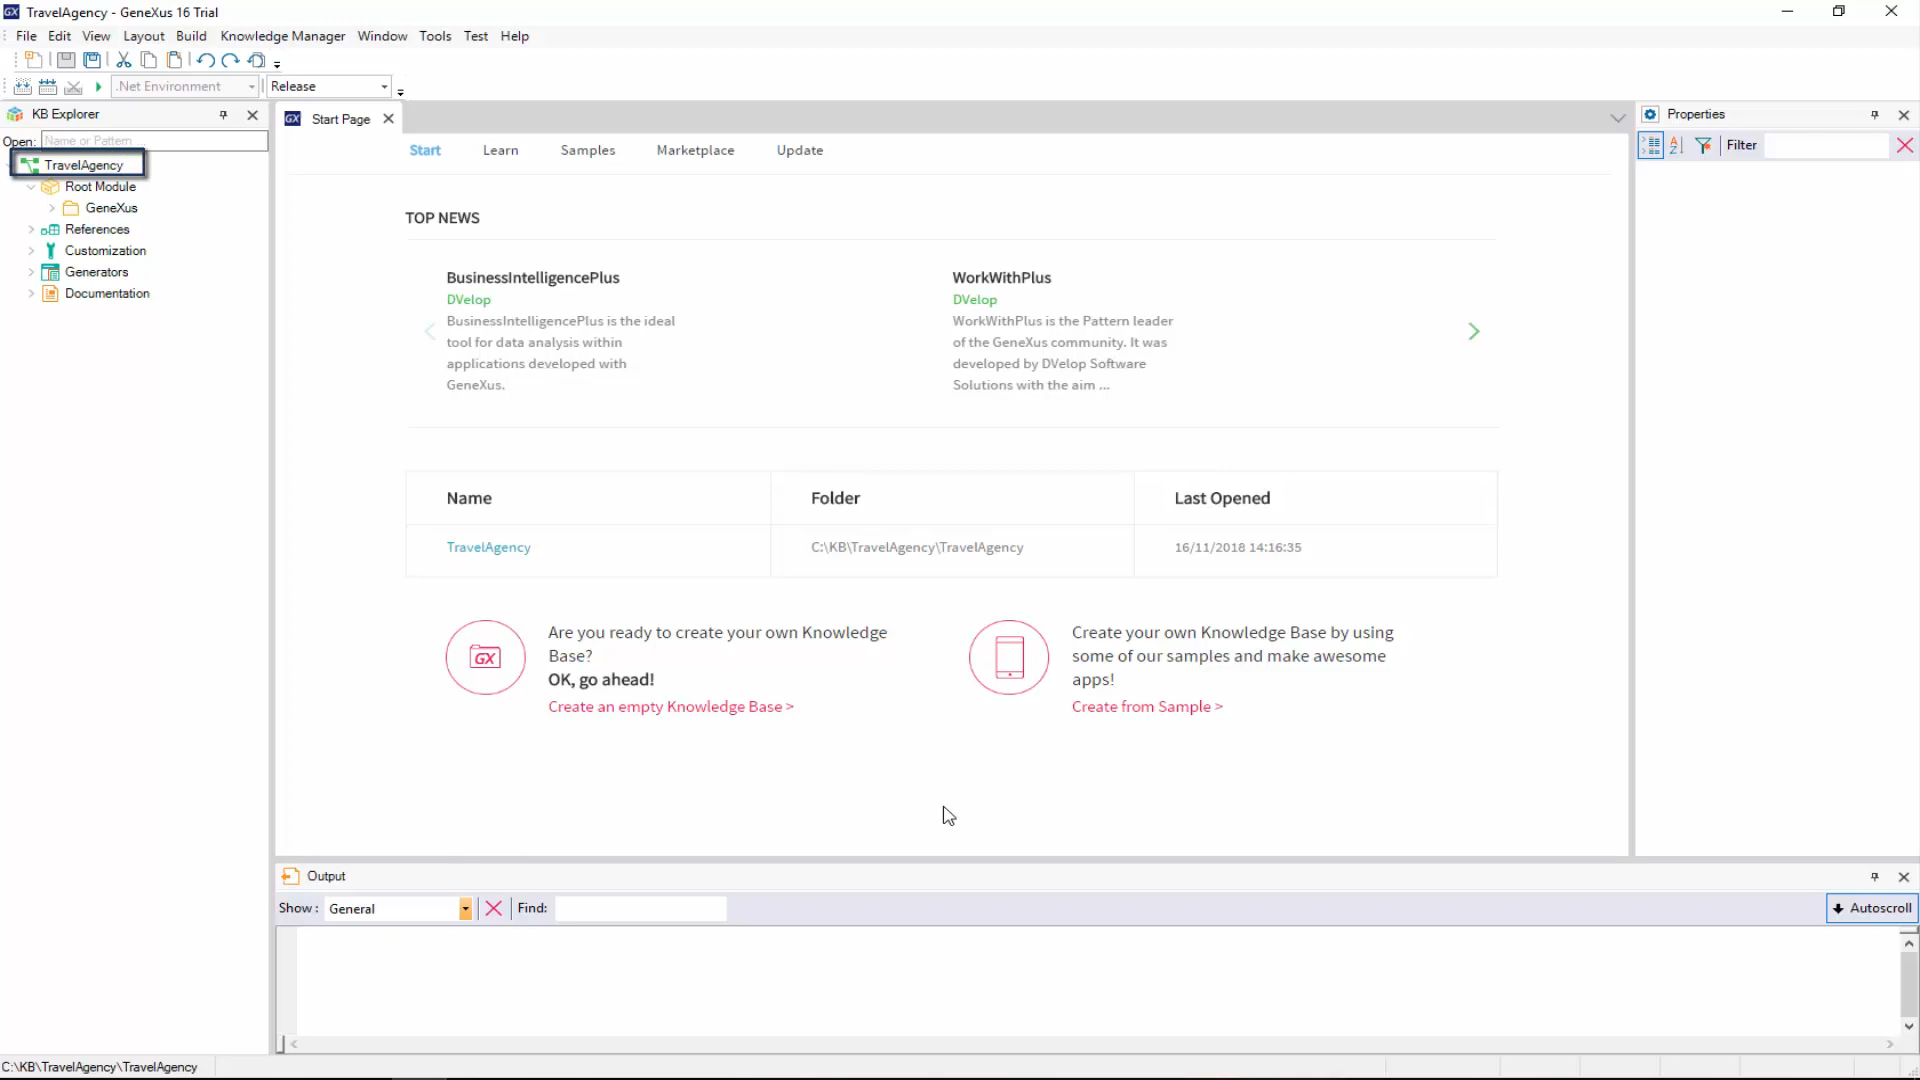 GX TravelAgency - GeneXus 16 Trial
File Edit View Layout Build Knowledge Manager Window Tools Test Help
.Net Environment Release
KB Explorer
Open: Name or Pattern ...
TravelAgency
Root Module
GeneXus
References
Customization
Generators
Documentation
GX Start Page
Start Learn Samples Marketplace Update
TOP NEWS
BusinessIntelligencePlus
DVelop
BusinessIntelligencePlus is the ideal
tool for data analysis within
applications developed with
GeneXus.
WorkWithPlus
DVelop
WorkWithPlus is the Pattern leader
of the GeneXus community. It was
developed by DVelop Software
Solutions with the aim ...
Name Folder Last Opened
TravelAgency C:\KB\TravelAgency\TravelAgency 16/11/2018 14:16:35
GX
Are you ready to create your own Knowledge
Base?
OK, go ahead!
Create an empty Knowledge Base >
Create your own Knowledge Base by using
some of our samples and make awesome
apps!
Create from Sample >
Properties
Filter
Output
Show : General Find: Autoscroll
C:\KB\TravelAgency\TravelAgency